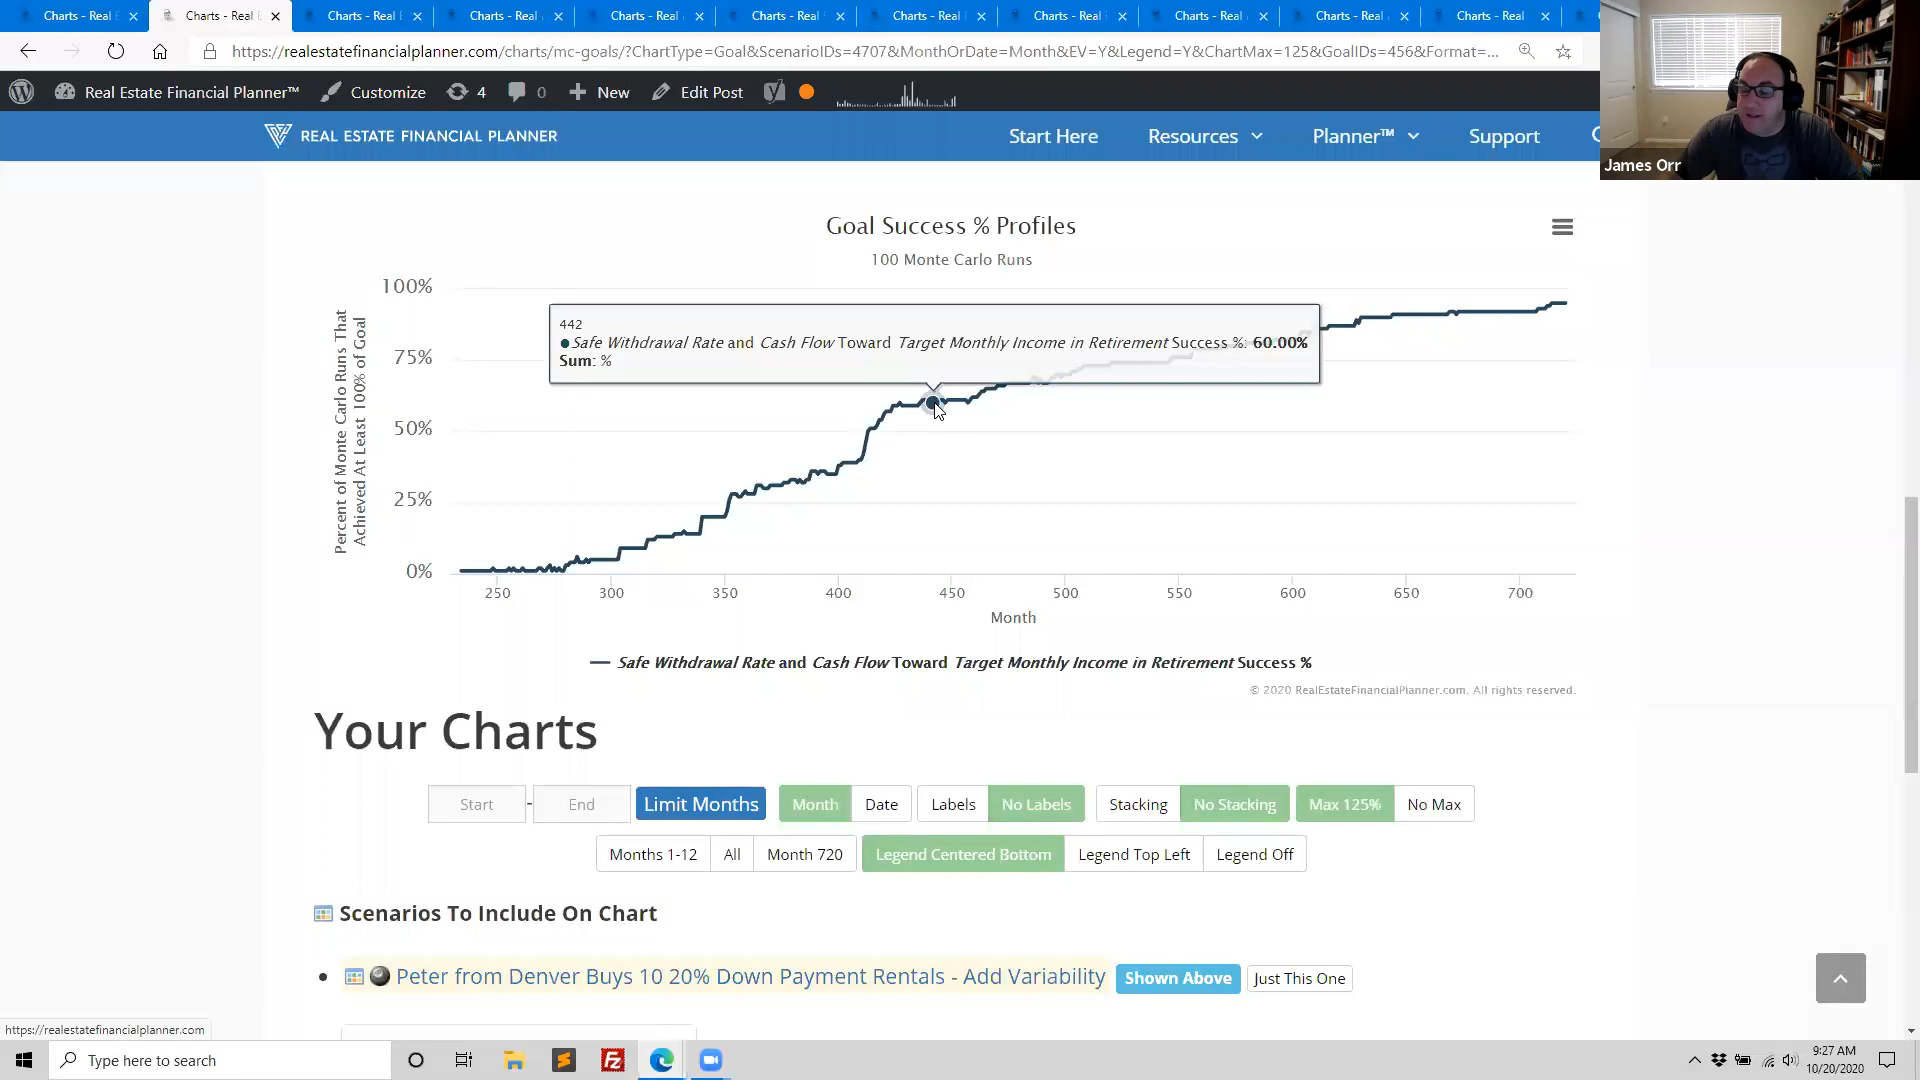 Charts - Real E
Charts - Real E
Charts - Real E
Charts - Real
Charts - Real
Charts - Real
Charts - Real
Charts - Real
Charts - Real
Charts - Real
Charts - Real
https://realestatefinancialplanner.com/charts/mc-goals/?ChartType=Goal&ScenarioIDs=4707&MonthOrDate=Month&EV=Y&Legend=Y&ChartMax=125&GoalIDs=456&Format=...
Real Estate Financial Planner™ Customize 4 0 New Edit Post
REAL ESTATE FINANCIAL PLANNER
Start Here Resources Planner™ Support
James Orr
Goal Success % Profiles
100 Monte Carlo Runs
Percent of Monte Carlo Runs That
Achieved At Least 100% of Goal
100%
75%
50%
25%
0%
442
Safe Withdrawal Rate and Cash Flow Toward Target Monthly Income in Retirement Success %: 60.00%
Sum: %
250 300 350 400 450 500 550 600 650 700
Month
Safe Withdrawal Rate and Cash Flow Toward Target Monthly Income in Retirement Success %
© 2020 RealEstateFinancialPlanner.com. All rights reserved.
Your Charts
Start - End Limit Months Month Date Labels No Labels Stacking No Stacking Max 125% No Max
Months 1-12 All Month 720 Legend Centered Bottom Legend Top Left Legend Off
Scenarios To Include On Chart
Peter from Denver Buys 10 20% Down Payment Rentals - Add Variability Shown Above Just This One
https://realestatefinancialplanner.com
Type here to search
9:27 AM
10/20/2020